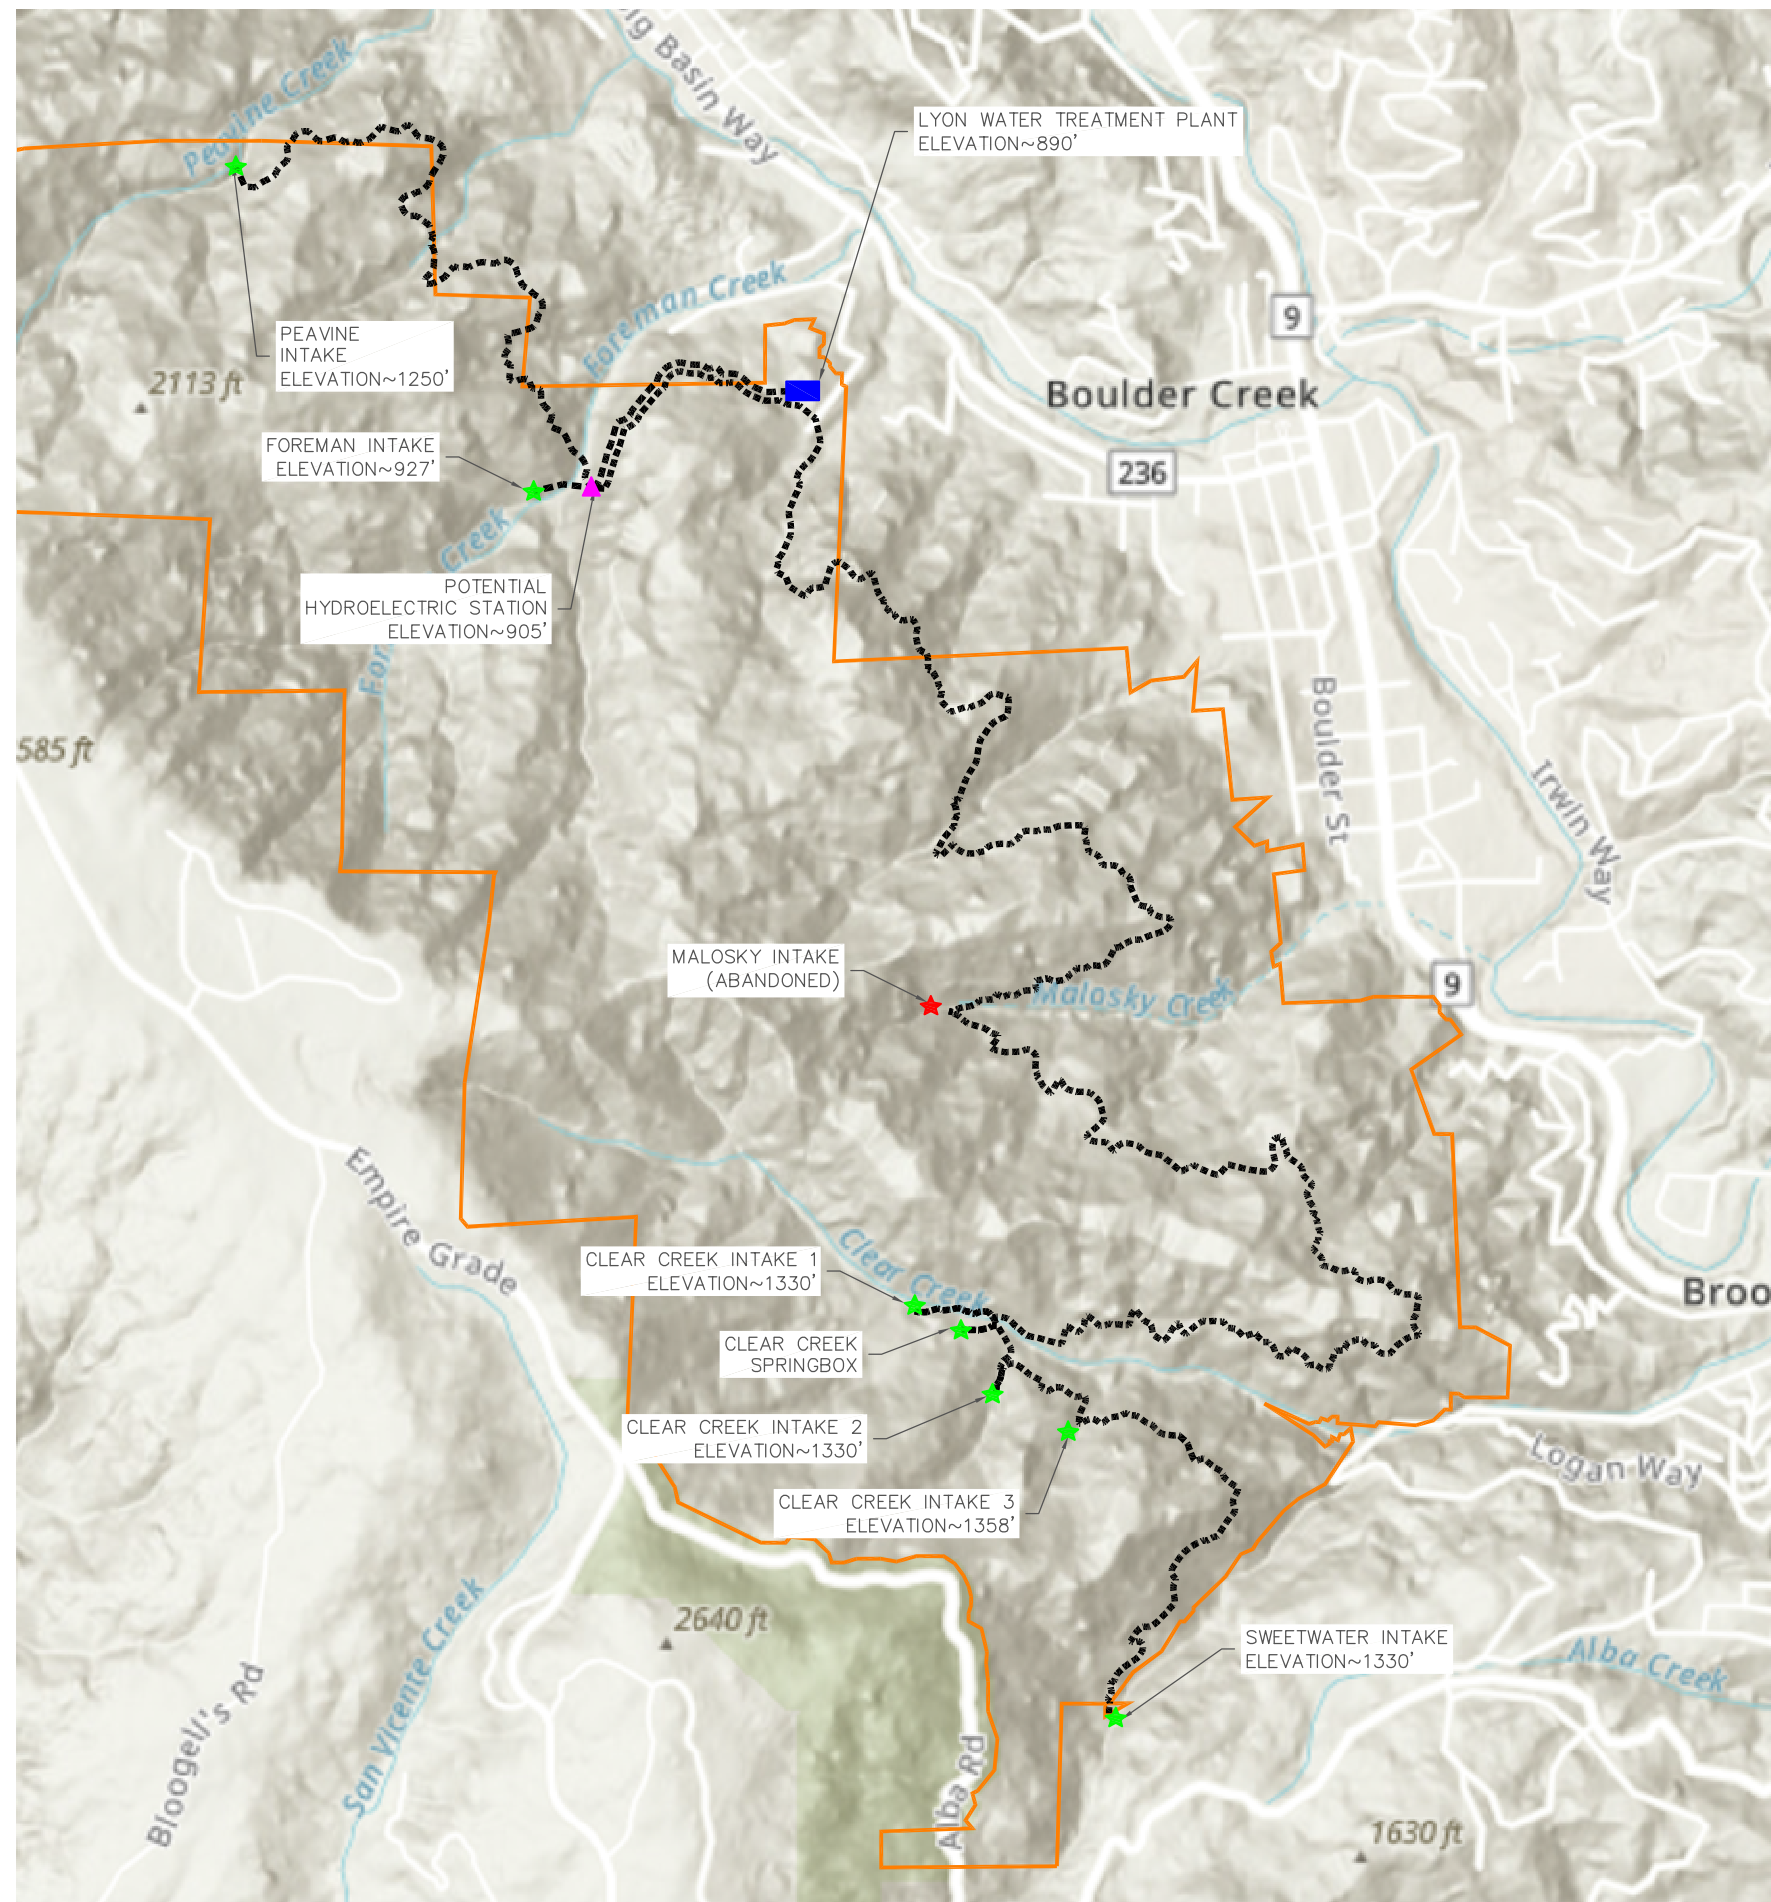 Peavine Creek
Big Basin Way
LYON WATER TREATMENT PLANT
ELEVATION~890'
Foreman Creek
9
PEAVINE
INTAKE
ELEVATION~1250'
2113 ft
Boulder Creek
FOREMAN INTAKE
ELEVATION~927'
236
Creek
POTENTIAL
HYDROELECTRIC STATION
ELEVATION~905'
For
585 ft
Boulder St
Irwin Way
MALOSKY INTAKE
(ABANDONED)
Malosky Creek
9
Empire Grade
Clear Creek
CLEAR CREEK INTAKE 1
ELEVATION~1330'
Broo
CLEAR CREEK
SPRINGBOX
CLEAR CREEK INTAKE 2
ELEVATION~1330'
Logan Way
CLEAR CREEK INTAKE 3
ELEVATION~1358'
2640 ft
SWEETWATER INTAKE
ELEVATION~1330'
Alba Creek
San Vicente Creek
Bloogell's Rd
Alba Rd
1630 ft